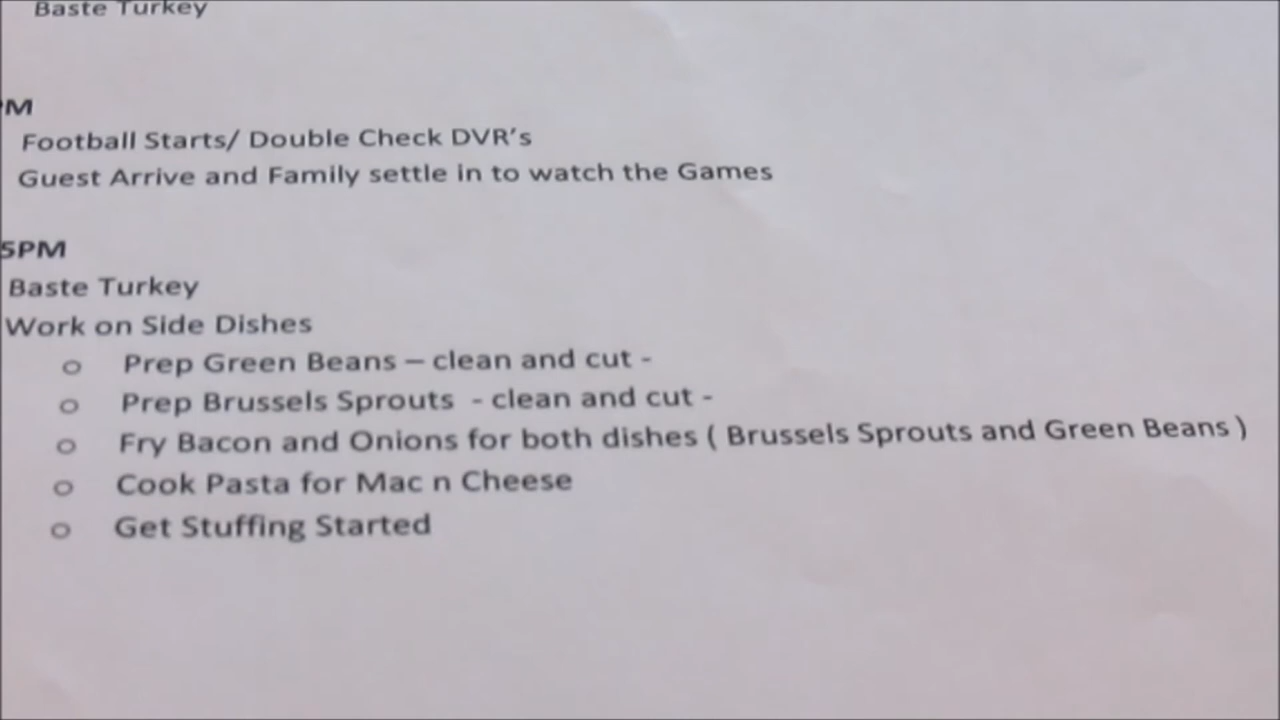 Baste Turkey
PM
Football Starts/ Double Check DVR's
Guest Arrive and Family settle in to watch the Games
5PM
Baste Turkey
Work on Side Dishes
o Prep Green Beans – clean and cut -
o Prep Brussels Sprouts - clean and cut -
o Fry Bacon and Onions for both dishes ( Brussels Sprouts and Green Beans )
o Cook Pasta for Mac n Cheese
o Get Stuffing Started